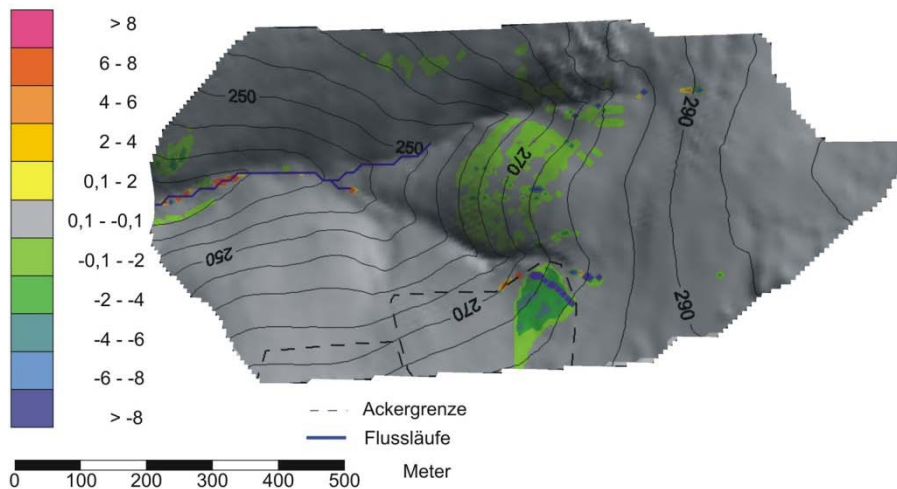 > 8
6 - 8
4 - 6
2 - 4
0,1 - 2
0,1 - -0,1
-0,1 - -2
-2 - -4
-4 - -6
-6 - -8
> -8
250
250
270
290
250
270
290
Ackergrenze
Flussläufe
0 100 200 300 400 500 Meter